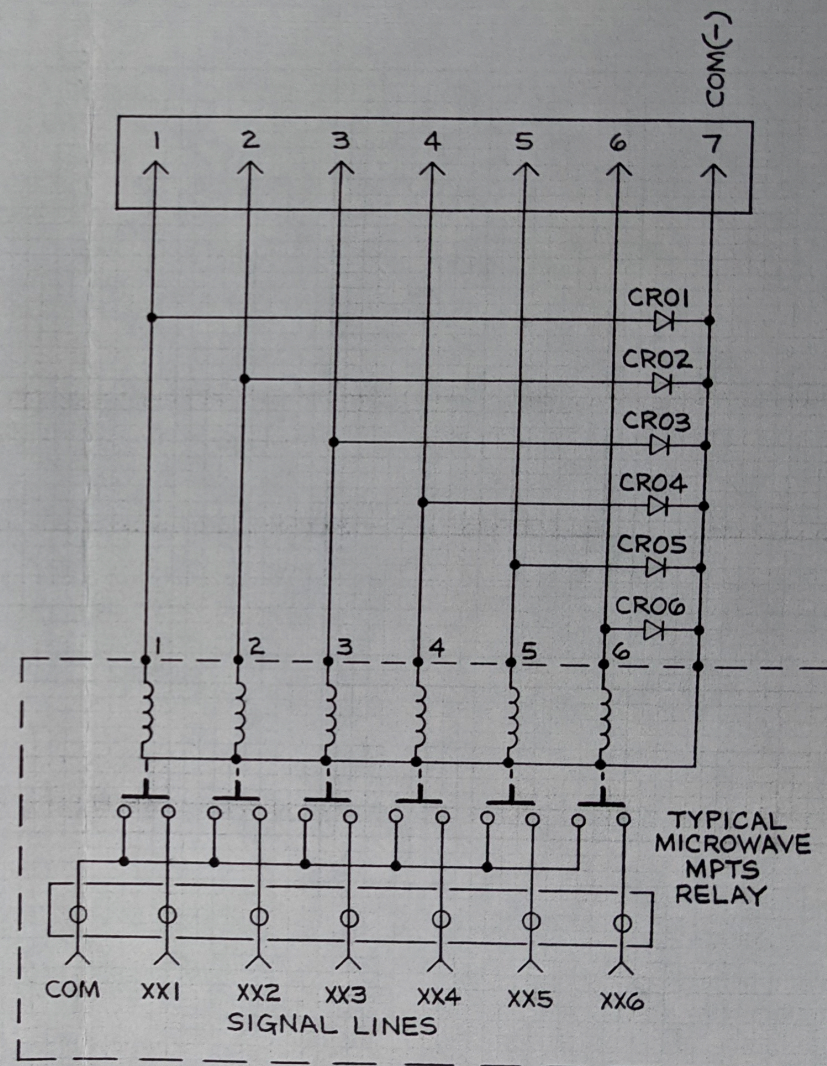 COM(-)
1 2 3 4 5 6 7
CR01
CR02
CR03
CR04
CR05
CR06
1 2 3 4 5 6
TYPICAL
MICROWAVE
MPTS
RELAY
COM XX1 XX2 XX3 XX4 XX5 XX6
SIGNAL LINES